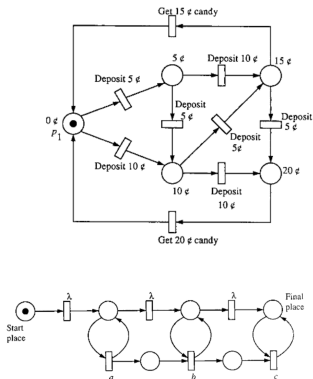 Get 15 ¢ candy
5 ¢
Deposit 10 ¢
15 ¢
Deposit 5 ¢
0 ¢
p1
Deposit
5 ¢
Deposit
5¢
Deposit
5 ¢
Deposit 10 ¢
10 ¢
Deposit
10 ¢
20 ¢
Get 20 ¢ candy
λ
λ
λ
Final
place
Start
place
a
b
c